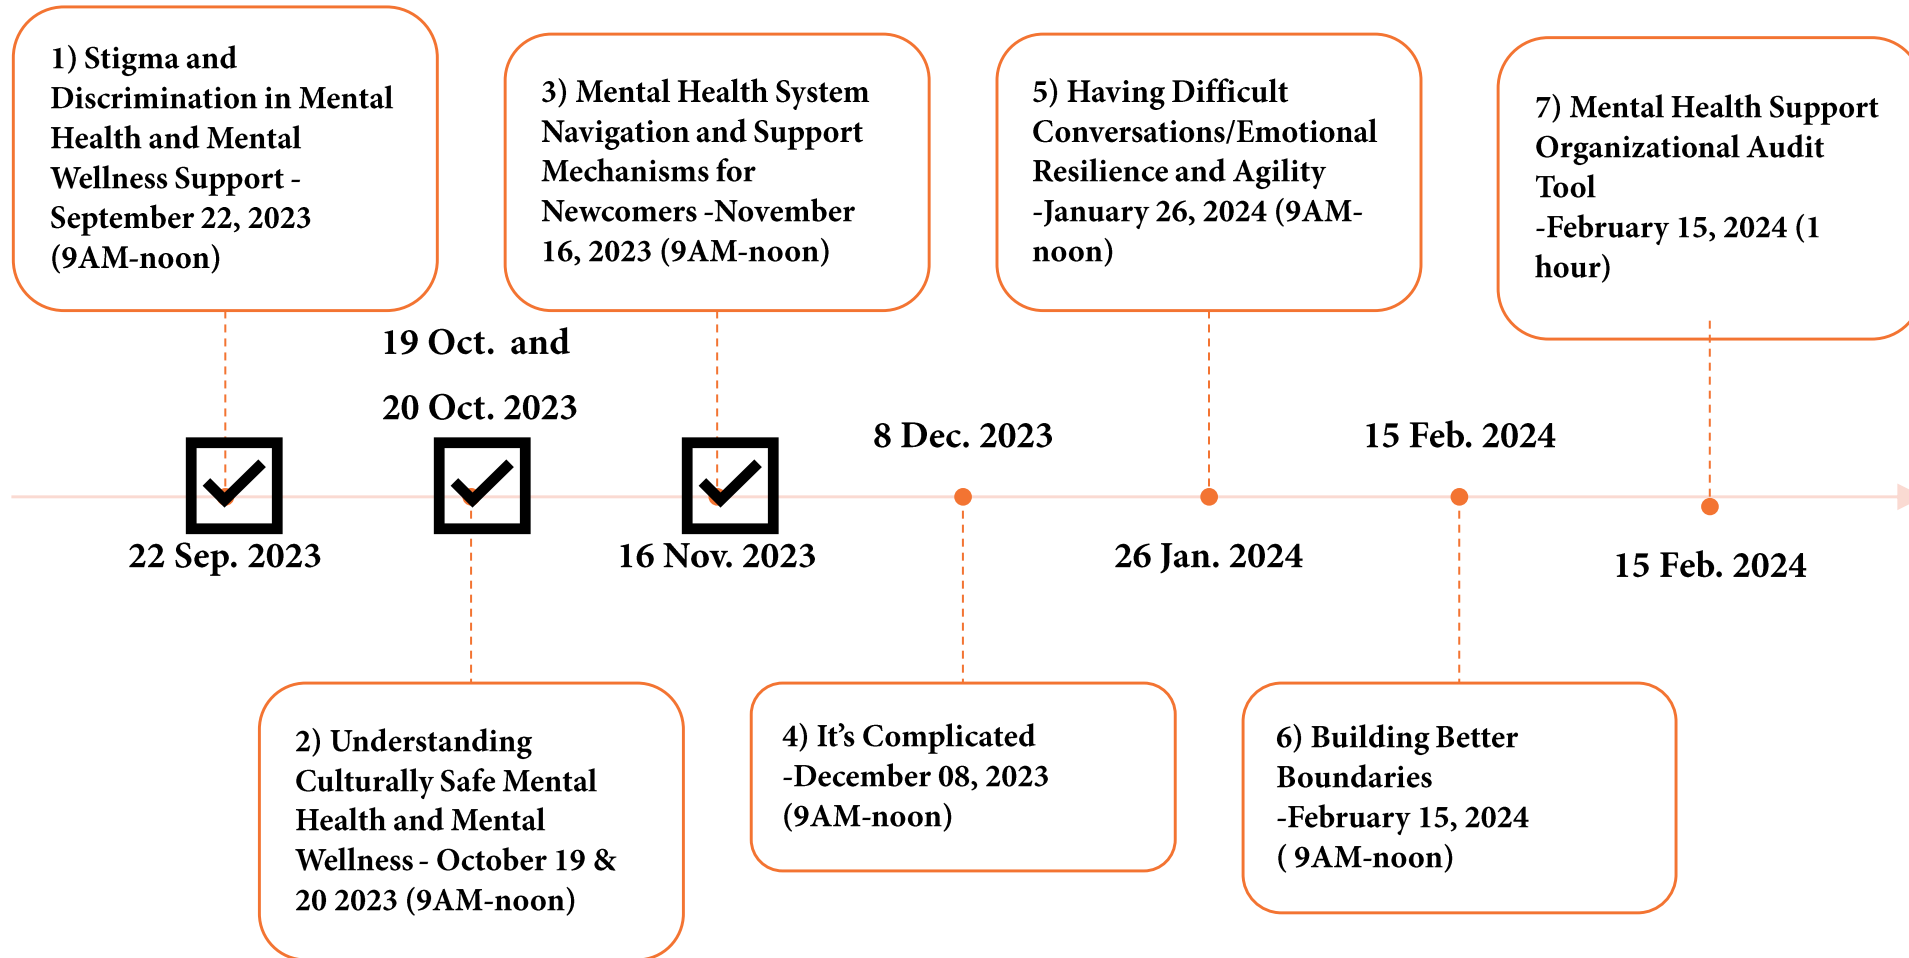 1) Stigma and
Discrimination in Mental
Health and Mental
Wellness Support -
September 22, 2023
(9AM-noon)
3) Mental Health System
Navigation and Support
Mechanisms for
Newcomers -November
16, 2023 (9AM-noon)
5) Having Difficult
Conversations/Emotional
Resilience and Agility
-January 26, 2024 (9AM-
noon)
7) Mental Health Support
Organizational Audit
Tool
-February 15, 2024 (1
hour)
19 Oct.  and
20 Oct. 2023
8 Dec. 2023
15 Feb. 2024
22 Sep. 2023
16 Nov. 2023
26 Jan. 2024
15 Feb. 2024
2) Understanding
Culturally Safe Mental
Health and Mental
Wellness - October 19 &
20 2023 (9AM-noon)
4) It’s Complicated
-December 08, 2023
(9AM-noon)
6) Building Better
Boundaries
-February 15, 2024
( 9AM-noon)